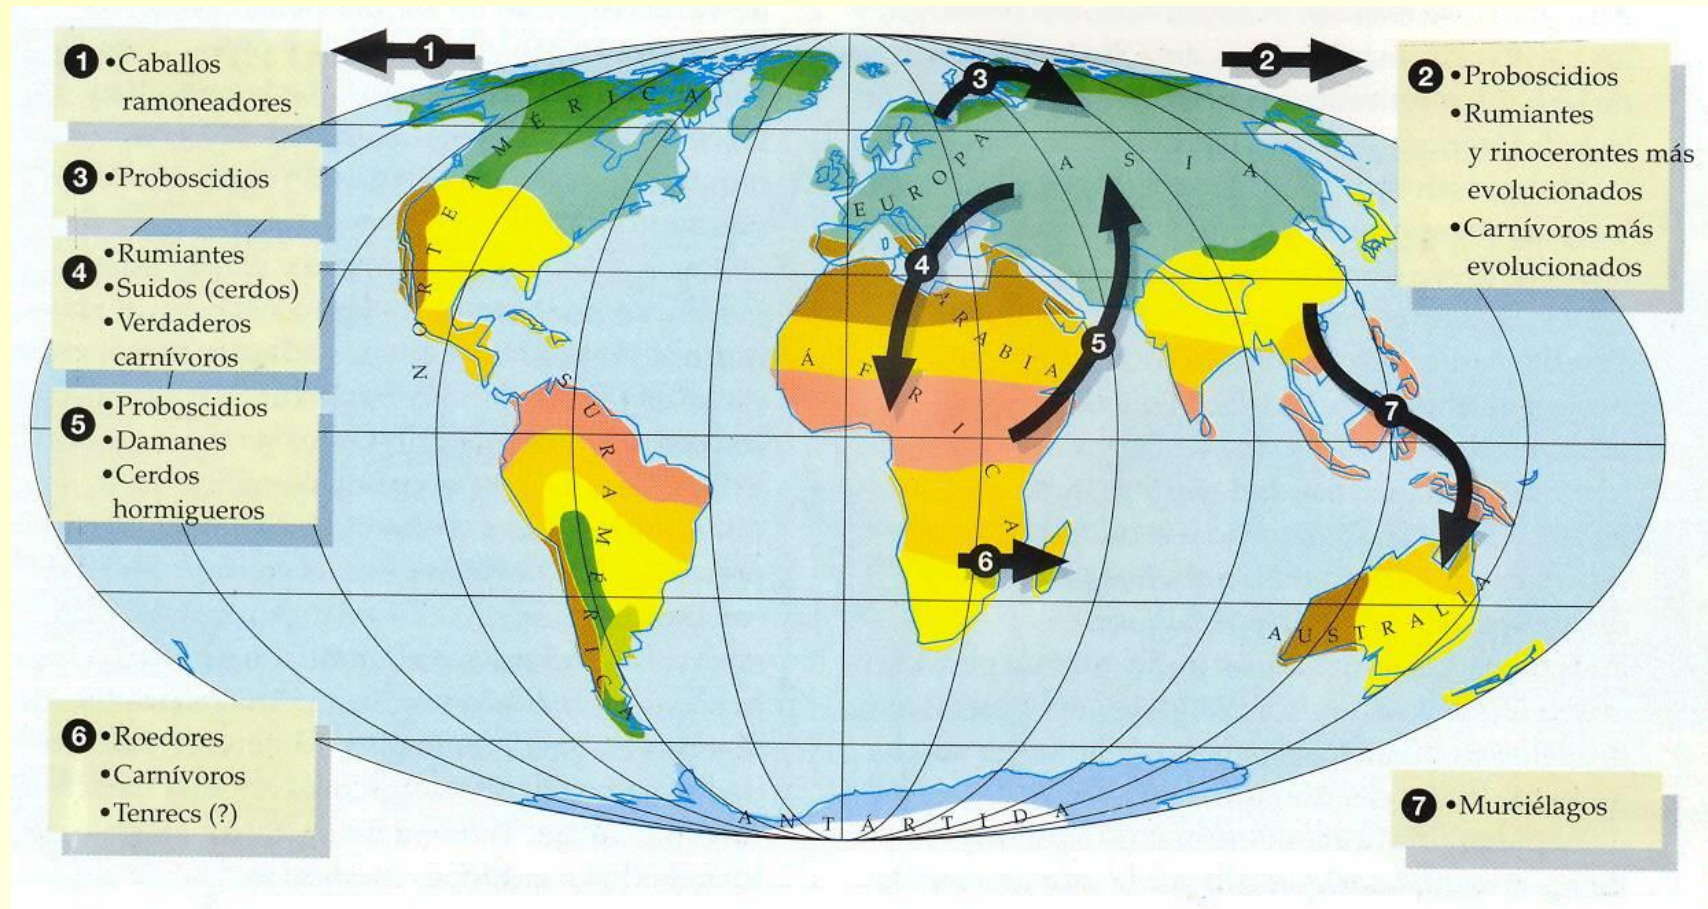 1 •Caballos
ramoneadores
3 •Proboscidios
4 •Rumiantes
•Suidos (cerdos)
•Verdaderos
carnívoros
5 •Proboscidios
•Damanes
•Cerdos
hormigueros
6 •Roedores
•Carnívoros
•Tenrecs (?)
1
2
3
4
5
6
7
NORTEAMÉRICA
SURAMÉRICA
EUROPA
ASIA
ARABIA
ÁFRICA
AUSTRALIA
ANTÁRTIDA
2 •Proboscidios
•Rumiantes
y rinocerontes más
evolucionados
•Carnívoros más
evolucionados
7 •Murciélagos